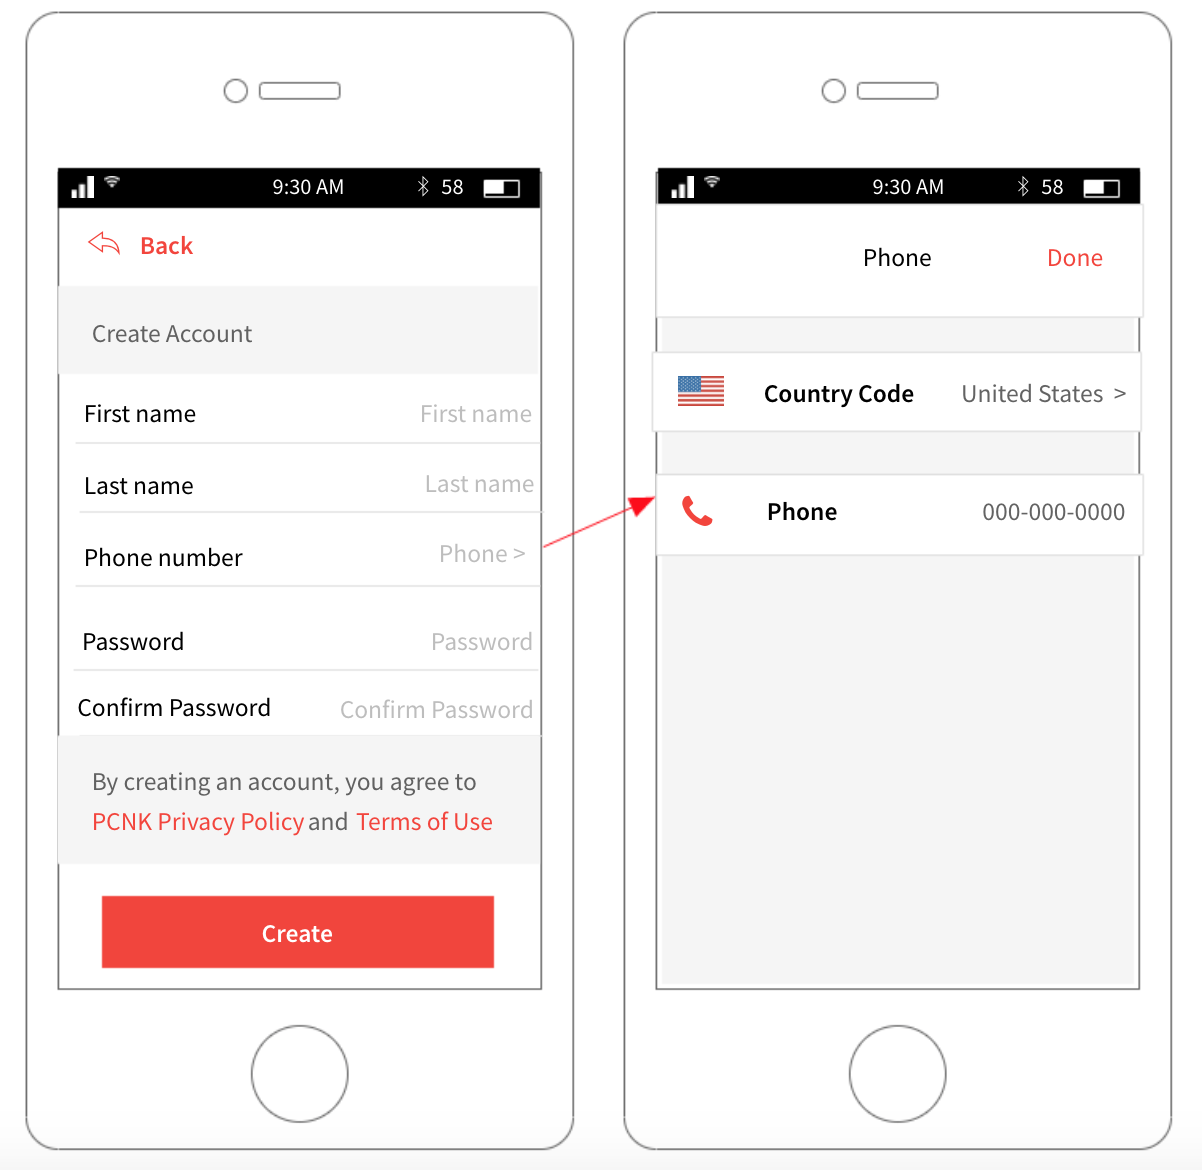 9:30 AM 58
Back
Create Account
First name First name
Last name Last name
Phone number Phone >
Password Password
Confirm Password Confirm Password
By creating an account, you agree to
PCNK Privacy Policy and Terms of Use
Create
9:30 AM 58
Phone Done
Country Code United States >
Phone 000-000-0000